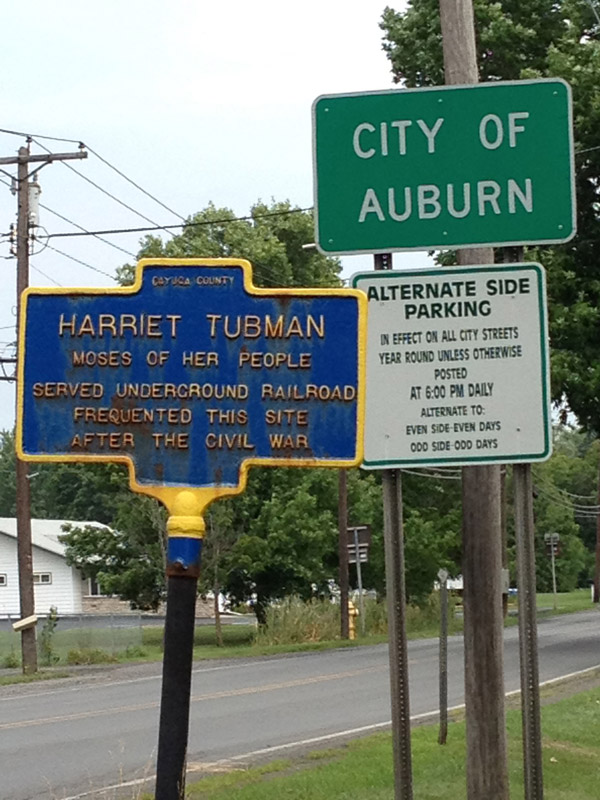 CITY OF
AUBURN
CAYUGA COUNTY
HARRIET TUBMAN
MOSES OF HER PEOPLE
SERVED UNDERGROUND RAILROAD
FREQUENTED THIS SITE
AFTER THE CIVIL WAR
ALTERNATE SIDE
PARKING
IN EFFECT ON ALL CITY STREETS
YEAR ROUND UNLESS OTHERWISE
POSTED
AT 6:00 PM DAILY
ALTERNATE TO:
EVEN SIDE-EVEN DAYS
ODD SIDE-ODD DAYS